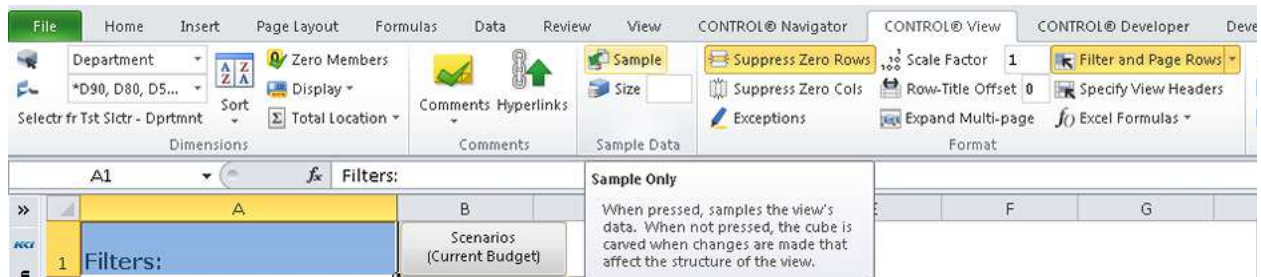 File Home Insert Page Layout Formulas Data Review View CONTROL® Navigator CONTROL® View CONTROL® Developer Deve
Department A Z Zero Members Sample Suppress Zero Rows Scale Factor 1 Filter and Page Rows
*D90, D80, D5... Z A Display Comments Hyperlinks Size Suppress Zero Cols Row-Title Offset 0 Specify View Headers
Selectr fr Tst Slctr - Dprtmnt Sort Σ Total Location Exceptions Expand Multi-page f() Excel Formulas
Dimensions Comments Sample Data Format
A1 fx Filters:
Sample Only
When pressed, samples the view's
data. When not pressed, the cube is
carved when changes are made that
affect the structure of the view.
» A B E F G
KCI 1 Filters: Scenarios
(Current Budget)